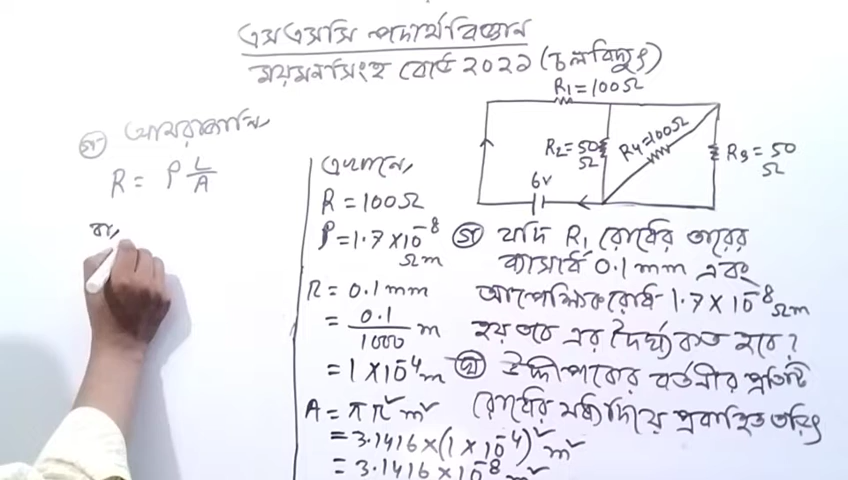 এসএসসি পদার্থবিজ্ঞান
ময়মনসিংহ বোর্ড ২০২১ (চলবিদ্যুৎ)
R₁ = 100Ω
R₂ = 50
Ω
R₄ = 100Ω
R₃ = 50
Ω
6v
গ আমরা জানি,
R = ρ L/A
বা,
এখানে,
R = 100Ω
ρ = 1.7 × 10⁻⁸
Ωm
r = 0.1 mm
= 0.1/1000 m
= 1 × 10⁻⁴ m
A = πr² m²
= 3.1416 × (1 × 10⁻⁴)² m²
= 3.1416 × 10⁻⁸ m²
গ যদি R₁ রোধের তারের
ব্যাসার্ধ 0.1 mm এবং
আপেক্ষিক রোধ 1.7 × 10⁻⁸ Ωm
হয় তবে এর দৈর্ঘ্য কত হবে?
ঘ উদ্দীপকের বর্তনীর প্রতিটি
রোধের মধ্য দিয়ে প্রবাহিত তড়িৎ